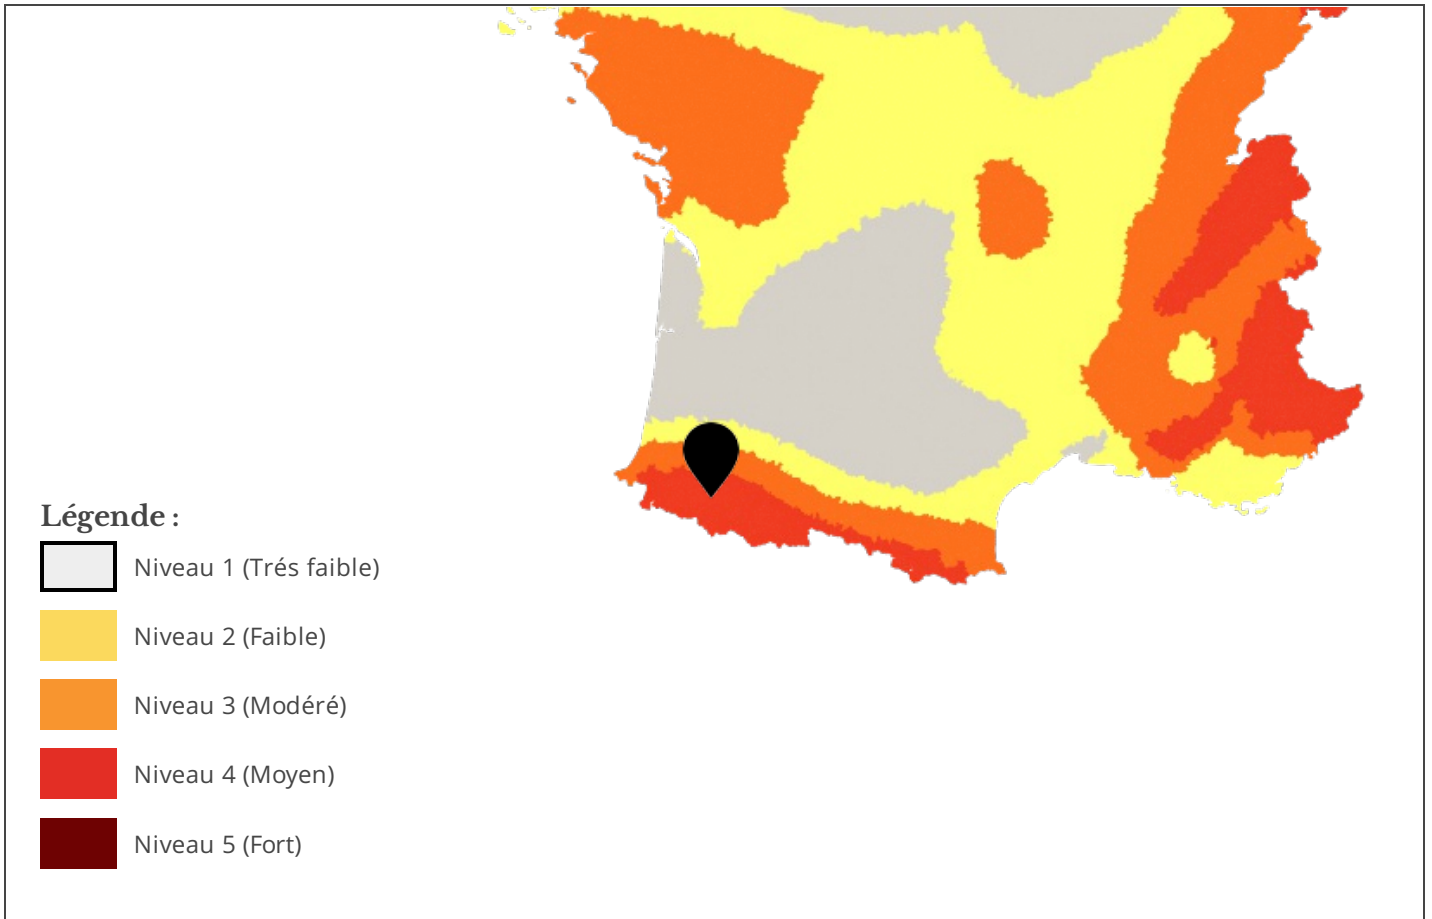 Légende :
Niveau 1 (Trés faible)
Niveau 2 (Faible)
Niveau 3 (Modéré)
Niveau 4 (Moyen)
Niveau 5 (Fort)